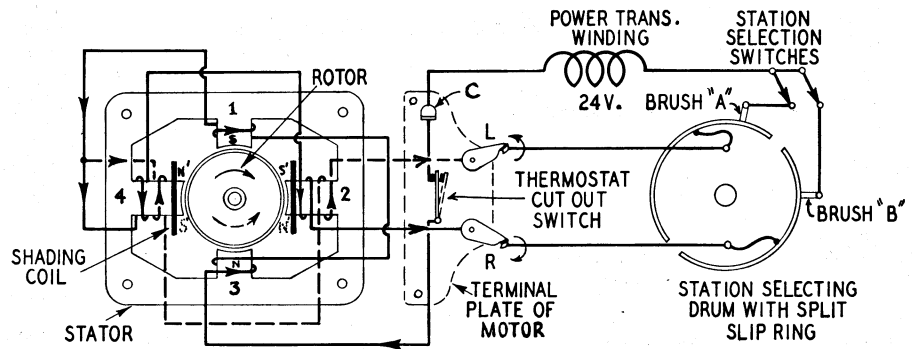 POWER TRANS.
WINDING
24V.
STATION
SELECTION
SWITCHES
ROTOR
C
BRUSH "A"
1
S
L
N'
S'
4
2
S'
N'
THERMOSTAT
CUT OUT
SWITCH
BRUSH "B"
SHADING
COIL
N
3
R
STATOR
TERMINAL
PLATE OF
MOTOR
STATION SELECTING
DRUM WITH SPLIT
SLIP RING